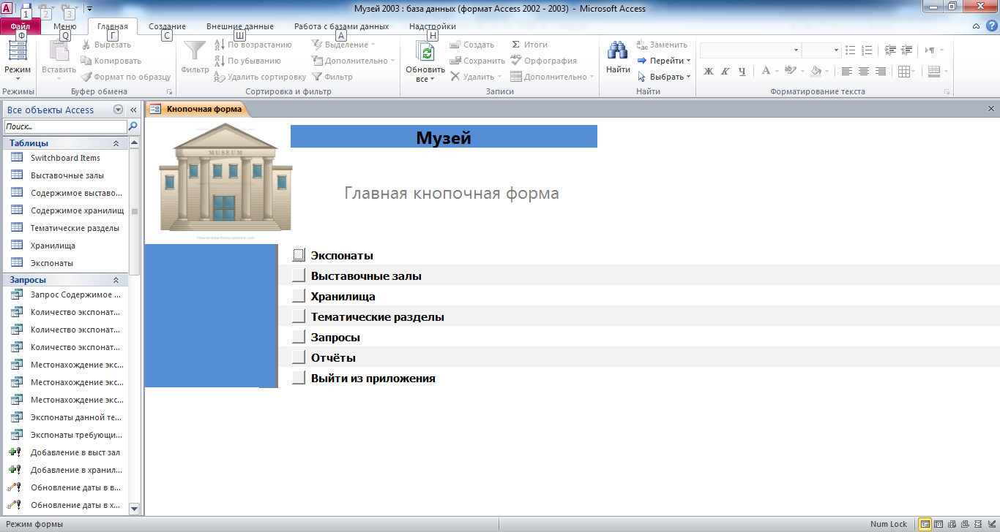 Музей 2003 : база данных (формат Access 2002 - 2003) - Microsoft Access
1 2 3
Файл Меню Главная Создание Внешние данные Работа с базами данных Надстройки
Ф Q Г С Ш А Н
Режим
Режимы
Вставить
Вырезать
Копировать
Формат по образцу
Буфер обмена
Фильтр
По возрастанию
По убыванию
Удалить сортировку
Выделение
Дополнительно
Фильтр
Сортировка и фильтр
Обновить
все
Создать
Сохранить
Удалить
Итоги
Орфография
Дополнительно
Записи
Найти
Заменить
Перейти
Выбрать
Найти
Ж К Ч А
Форматирование текста
Все объекты Access
Поиск...
Таблицы
Switchboard Items
Выставочные залы
Содержимое выставо...
Содержимое хранилищ
Тематические разделы
Хранилища
Экспонаты
Запросы
Запрос Содержимое ...
Количество экспонат...
Количество экспонат...
Количество экспонат...
Местонахождение экс...
Местонахождение экс...
Местонахождение экс...
Экспонаты данной те...
Экспонаты требующи...
Добавление в выст зал
Добавление в хранил...
Обновление даты в в...
Обновление даты в х...
Кнопочная форма
MUSEUM
Музей
Главная кнопочная форма
Экспонаты
Выставочные залы
Хранилища
Тематические разделы
Запросы
Отчёты
Выйти из приложения
Режим формы
Num Lock